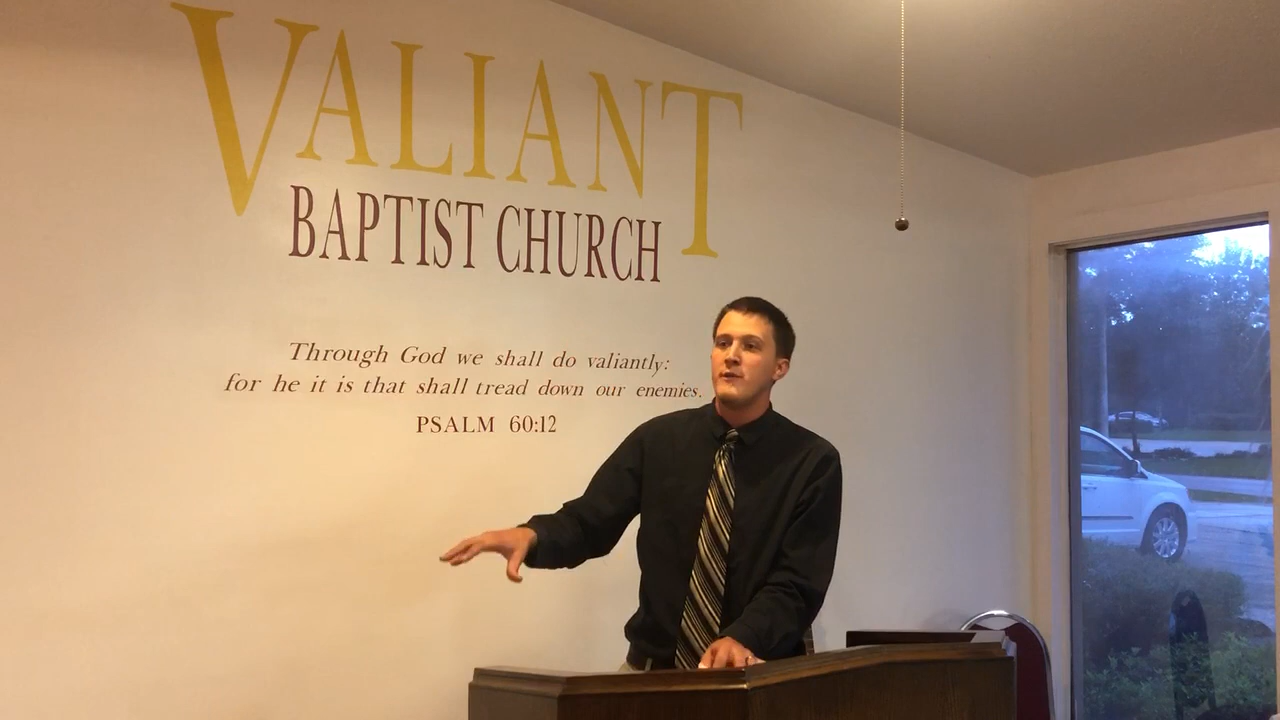 VALIANT
BAPTIST CHURCH
Through God we shall do valiantly:
for he it is that shall tread down our enemies.
PSALM 60:12